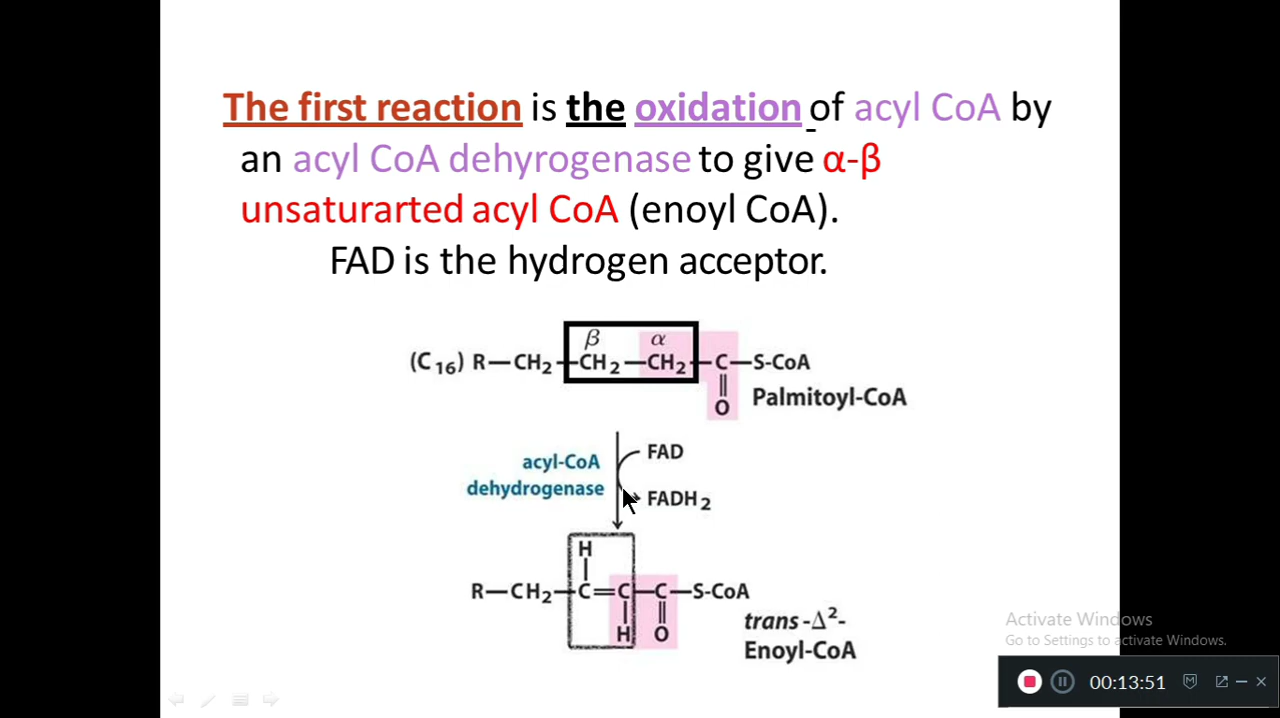 The first reaction is the oxidation of acyl CoA by
an acyl CoA dehyrogenase to give α-β
unsaturarted acyl CoA (enoyl CoA).
FAD is the hydrogen acceptor.
β α
(C16) R—CH2—CH2—CH2—C—S-CoA
O
Palmitoyl-CoA
FAD
acyl-CoA
dehydrogenase
FADH2
H
R—CH2—C=C—C—S-CoA
H O
trans-Δ²-
Enoyl-CoA
Activate Windows
Go to Settings to activate Windows.
00:13:51